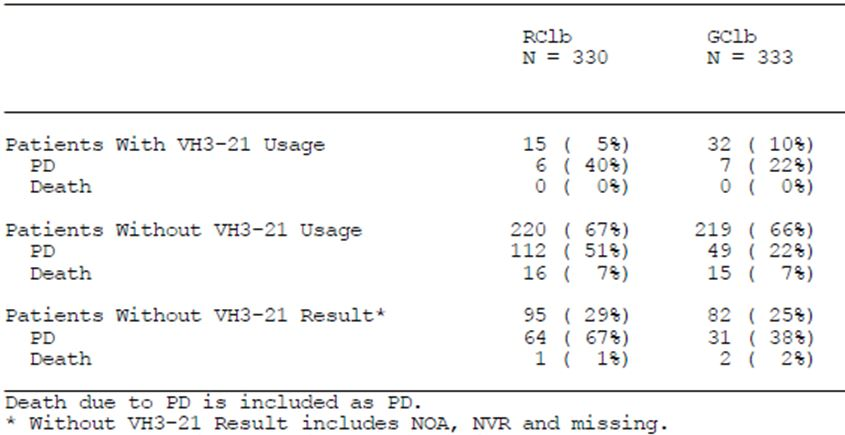 RClb GClb
N = 330 N = 333
Patients With VH3-21 Usage 15 ( 5%) 32 ( 10%)
PD 6 ( 40%) 7 ( 22%)
Death 0 ( 0%) 0 ( 0%)
Patients Without VH3-21 Usage 220 ( 67%) 219 ( 66%)
PD 112 ( 51%) 49 ( 22%)
Death 16 ( 7%) 15 ( 7%)
Patients Without VH3-21 Result* 95 ( 29%) 82 ( 25%)
PD 64 ( 67%) 31 ( 38%)
Death 1 ( 1%) 2 ( 2%)
Death due to PD is included as PD.
* Without VH3-21 Result includes NOA, NVR and missing.